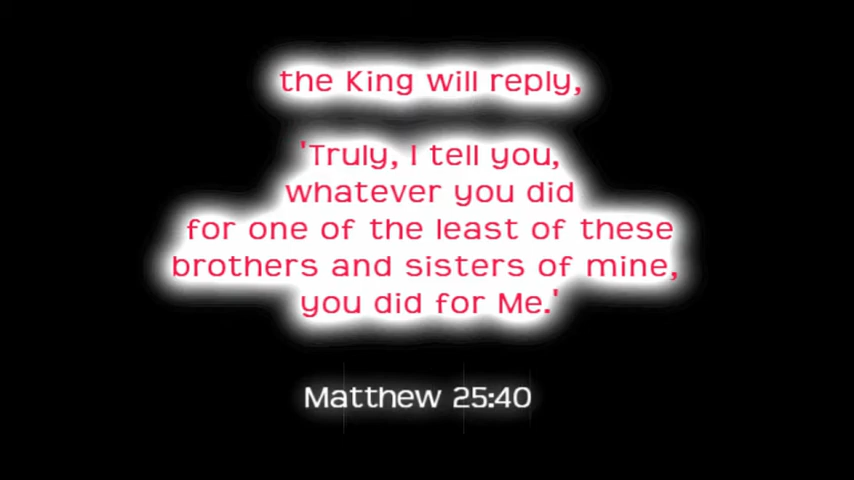 the King will reply,
'Truly, I tell you,
whatever you did
for one of the least of these
brothers and sisters of mine,
you did for Me.'
Matthew 25:40